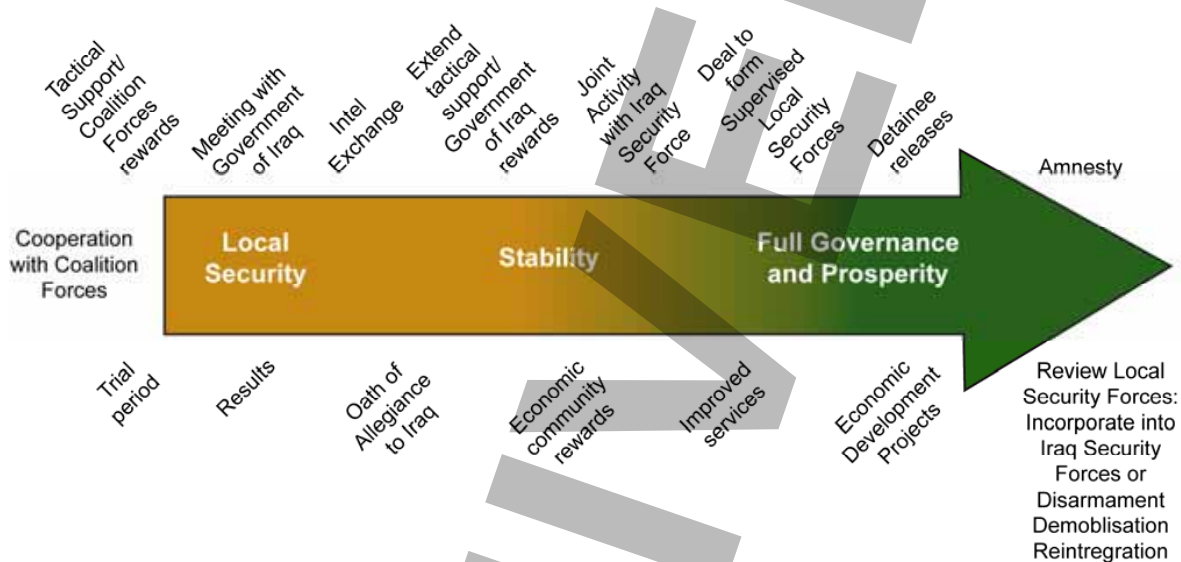 Tactical
Support/
Coalition
Forces
rewards
Meeting with
Government
of Iraq
Intel
Exchange
Extend
tactical
support/
Government
of Iraq
rewards
Joint
Activity
with Iraq
Security
Force
Deal to
form
Supervised
Local
Security
Forces
Detainee
releases
Amnesty
Cooperation
with Coalition
Forces
Local
Security
Stability
Full Governance
and Prosperity
Trial
period
Results
Oath of
Allegiance
to Iraq
Economic
community
rewards
Improved
services
Economic
Development
Projects
Review Local
Security Forces:
Incorporate into
Iraq Security
Forces or
Disarmament
Demoblisation
Reintregration